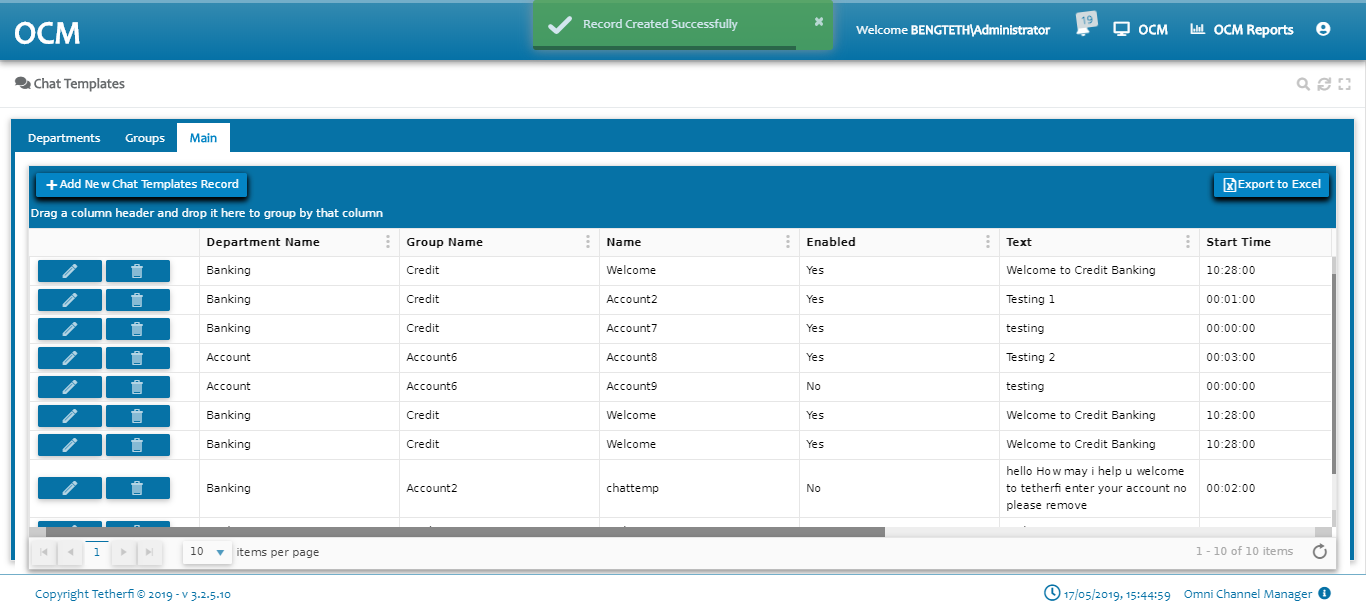 OCM
Record Created Successfully
Welcome BENGTETH\Administrator
19
OCM
OCM Reports
Chat Templates
Departments Groups Main
Add New Chat Templates Record
Export to Excel
Drag a column header and drop it here to group by that column
Department Name Group Name Name Enabled Text Start Time
Banking Credit Welcome Yes Welcome to Credit Banking 10:28:00
Banking Credit Account2 Yes Testing 1 00:01:00
Banking Credit Account7 Yes testing 00:00:00
Account Account6 Account8 Yes Testing 2 00:03:00
Account Account6 Account9 No testing 00:00:00
Banking Credit Welcome Yes Welcome to Credit Banking 10:28:00
Banking Credit Welcome Yes Welcome to Credit Banking 10:28:00
Banking Account2 chattemp No hello How may i help u welcome
to tetherfi enter your account no
please remove
00:02:00
1
10
items per page
1 - 10 of 10 items
Copyright Tetherfi © 2019 - v 3.2.5.10
17/05/2019, 15:44:59
Omni Channel Manager